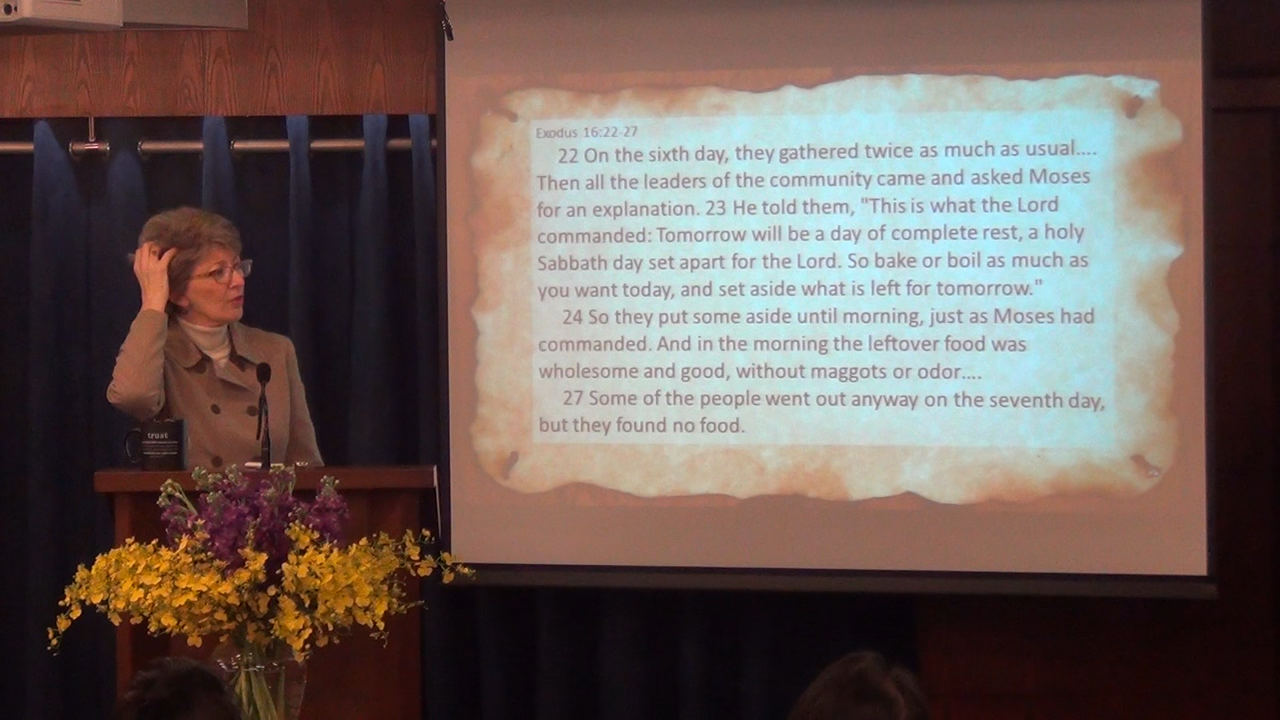 Exodus 16:22-27
22 On the sixth day, they gathered twice as much as usual....
Then all the leaders of the community came and asked Moses
for an explanation. 23 He told them, "This is what the Lord
commanded: Tomorrow will be a day of complete rest, a holy
Sabbath day set apart for the Lord. So bake or boil as much as
you want today, and set aside what is left for tomorrow."
24 So they put some aside until morning, just as Moses had
commanded. And in the morning the leftover food was
wholesome and good, without maggots or odor....
27 Some of the people went out anyway on the seventh day,
but they found no food.
trust